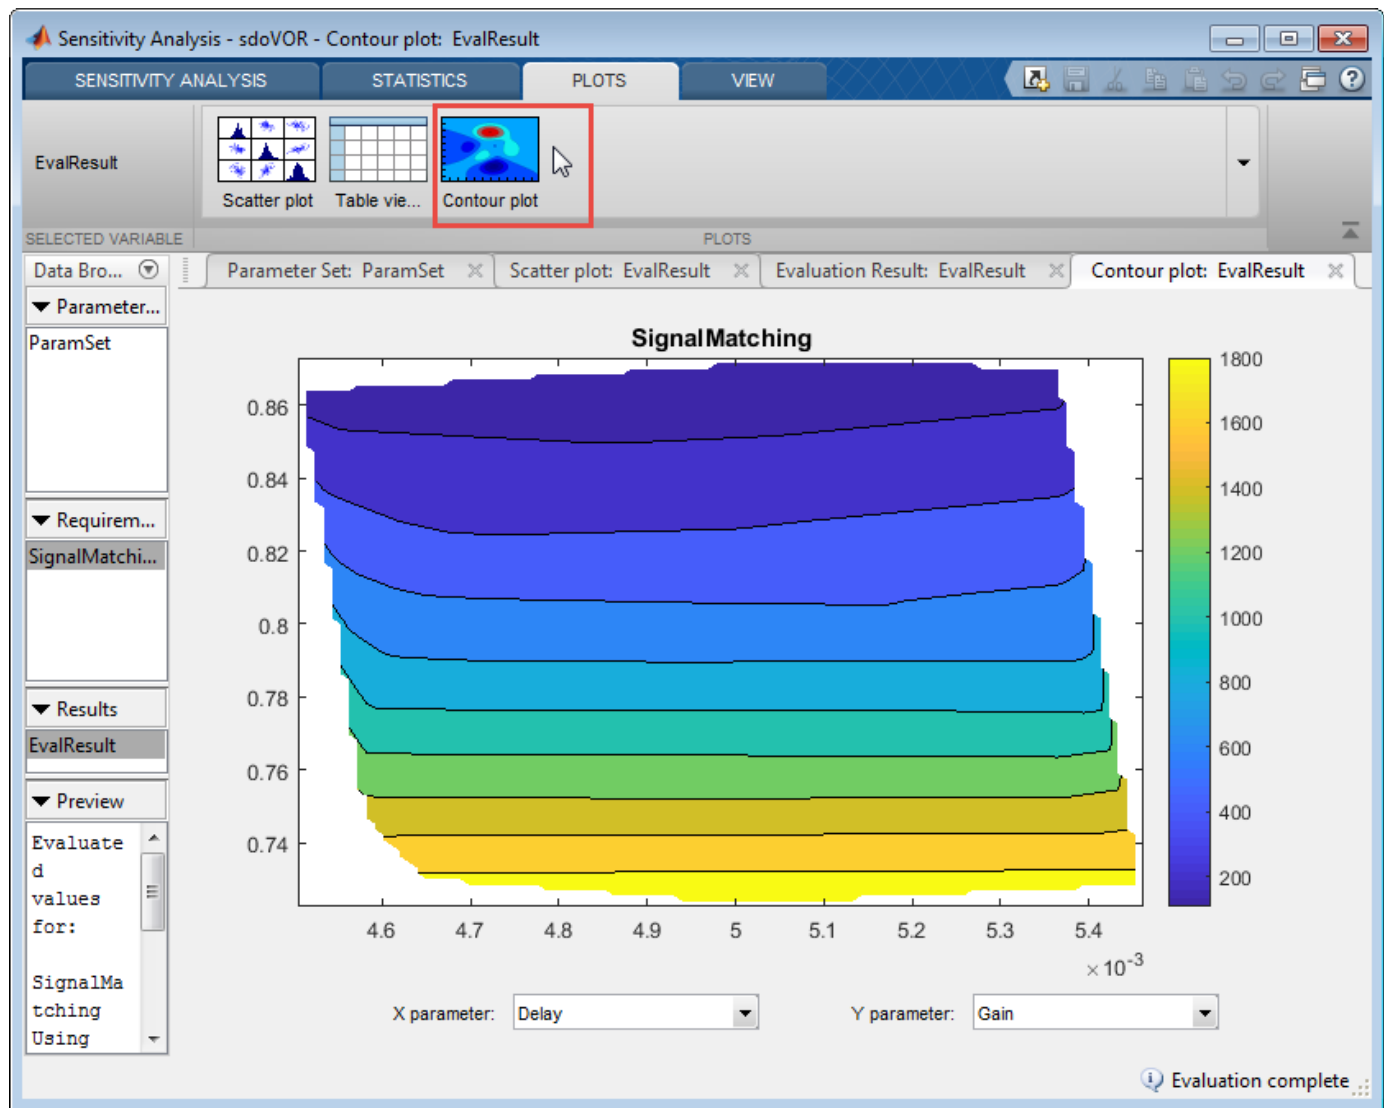 Sensitivity Analysis - sdoVOR - Contour plot: EvalResult
SENSITIVITY ANALYSIS STATISTICS PLOTS VIEW
EvalResult
Scatter plot Table vie... Contour plot
SELECTED VARIABLE PLOTS
Data Bro...
Parameter Set: ParamSet Scatter plot: EvalResult Evaluation Result: EvalResult Contour plot: EvalResult
Parameter...
ParamSet
Requirem...
SignalMatchi...
Results
EvalResult
Preview
Evaluate
d
values
for:
SignalMa
tching
Using
SignalMatching
0.86
0.84
0.82
0.8
0.78
0.76
0.74
4.6 4.7 4.8 4.9 5 5.1 5.2 5.3 5.4
×10-3
1800
1600
1400
1200
1000
800
600
400
200
X parameter: Delay Y parameter: Gain
Evaluation complete